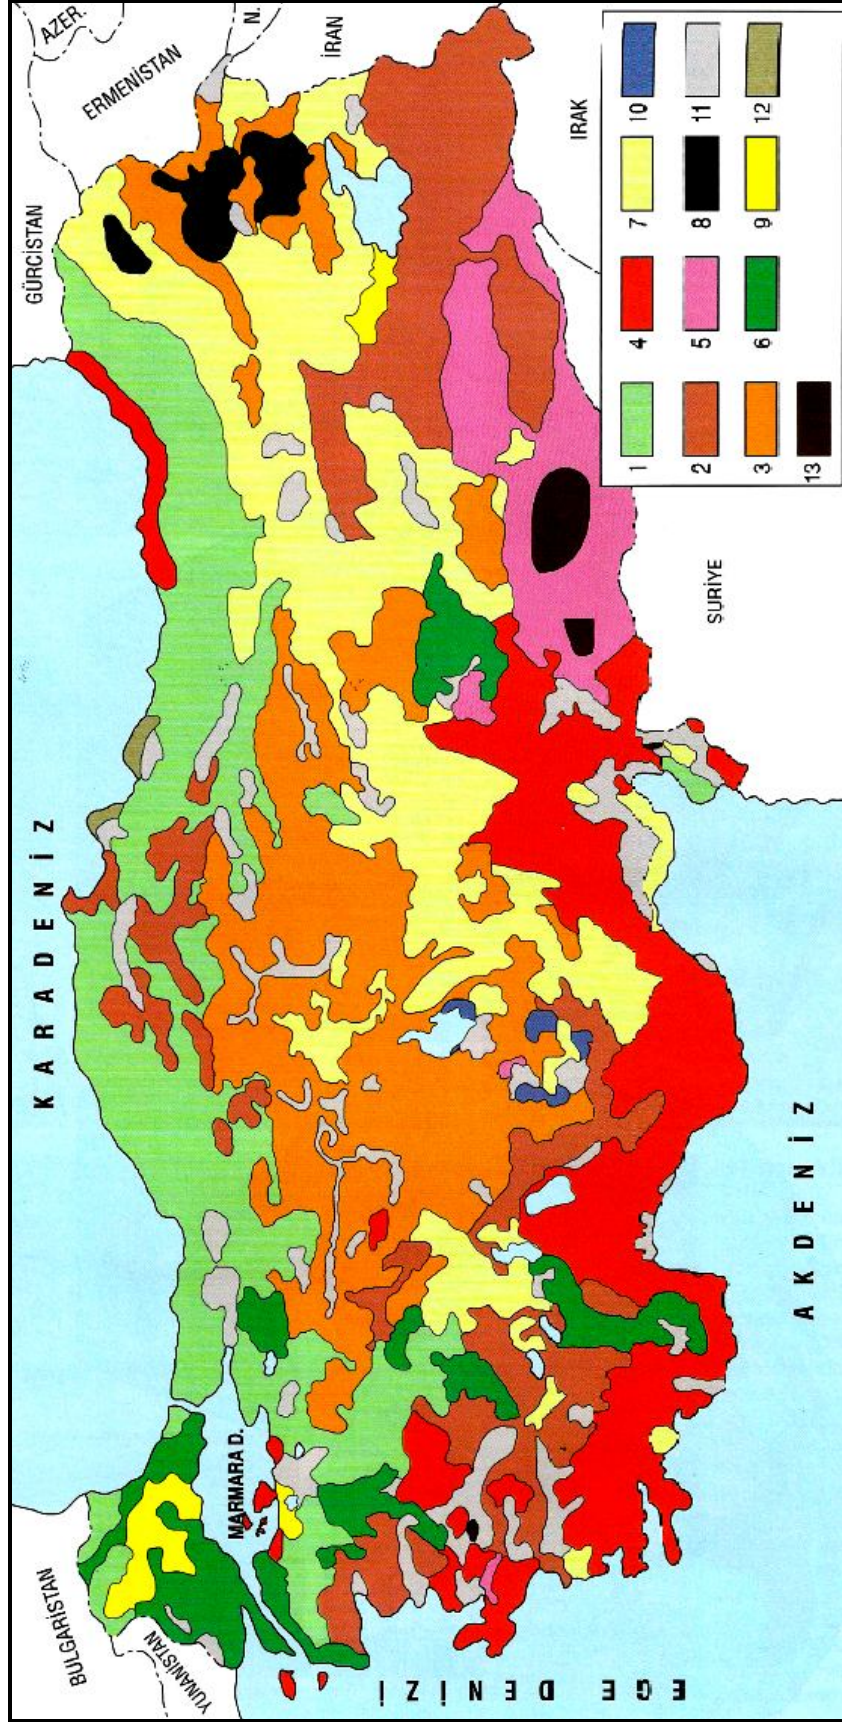 AZER.
ERMENİSTAN
N.
İRAN
GÜRCİSTAN
IRAK
KARADENİZ
ŞURİYE
BULGARİSTAN
YUNANİSTAN
MARMARA D.
EGE DENİZİ
AKDENİZ
1 4 7 10
2 5 8 11
3 6 9 12
13